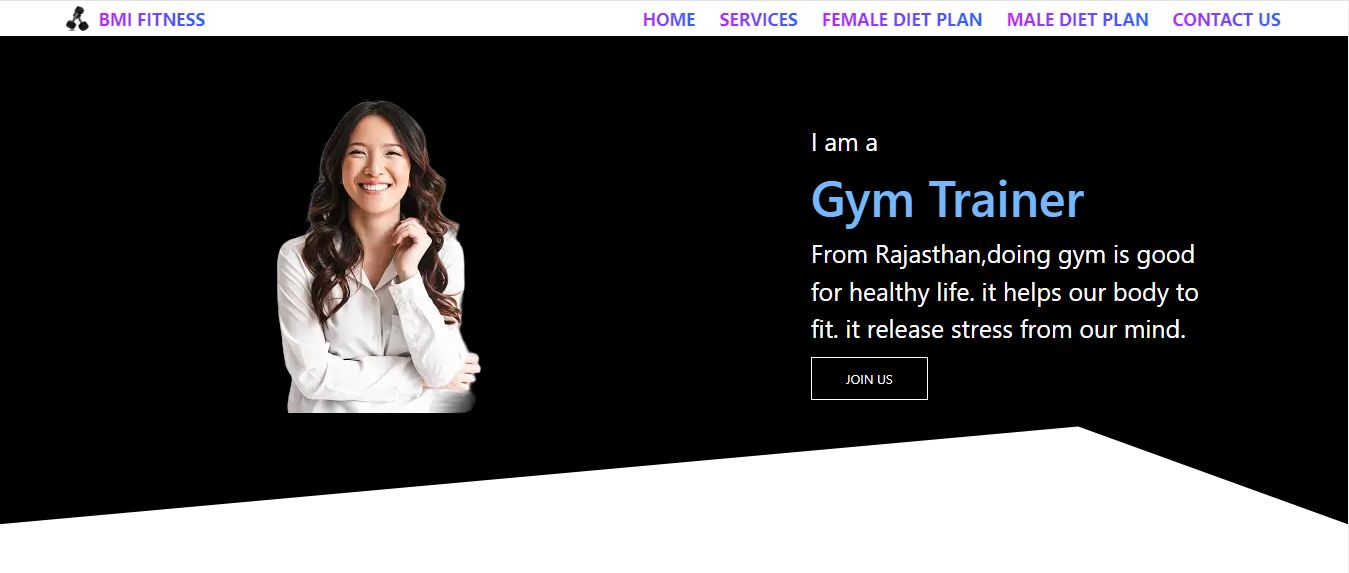 BMI FITNESS
HOME SERVICES FEMALE DIET PLAN MALE DIET PLAN CONTACT US
I am a
Gym Trainer
From Rajasthan,doing gym is good
for healthy life. it helps our body to
fit. it release stress from our mind.
JOIN US